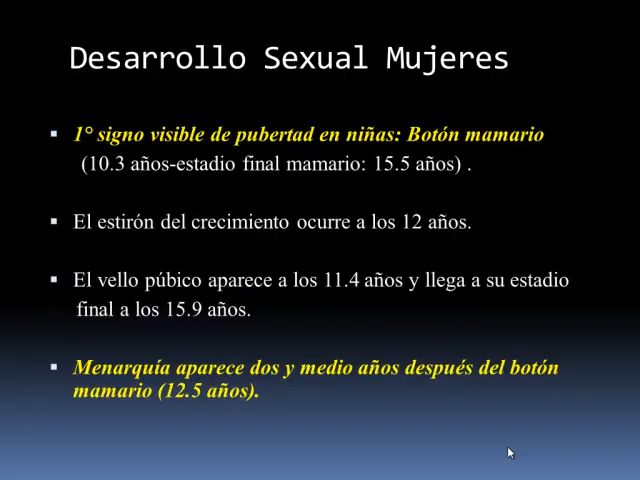 Desarrollo Sexual Mujeres
▪ 1° signo visible de pubertad en niñas: Botón mamario
(10.3 años-estadio final mamario: 15.5 años) .
▪ El estirón del crecimiento ocurre a los 12 años.
▪ El vello púbico aparece a los 11.4 años y llega a su estadio
final a los 15.9 años.
▪ Menarquía aparece dos y medio años después del botón
mamario (12.5 años).